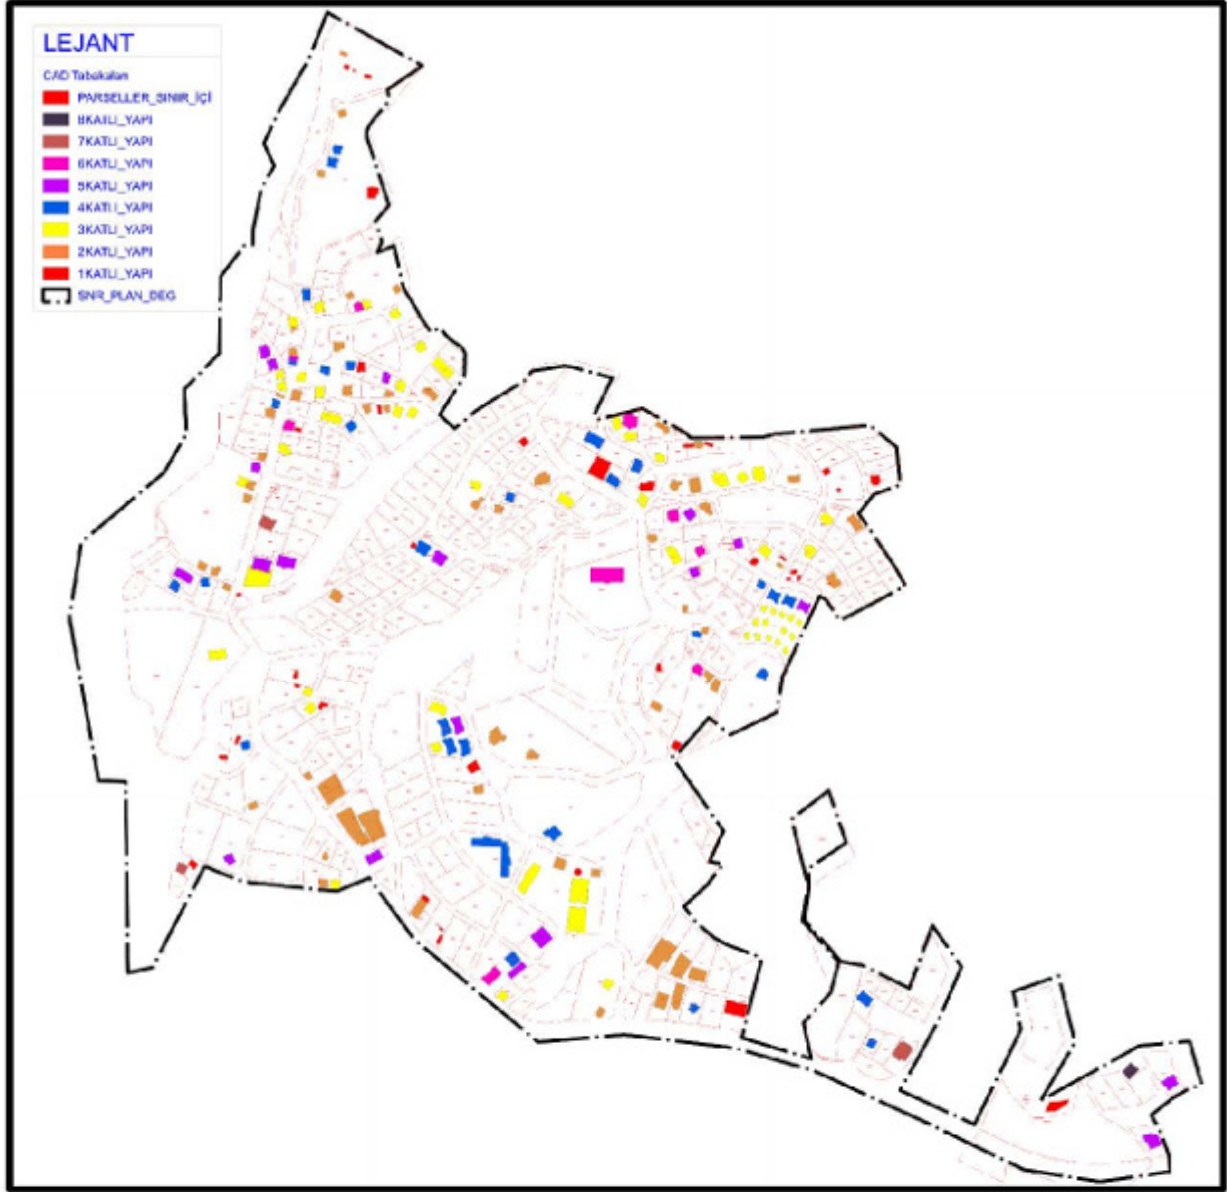 LEJANT
CAD Tabakaları
PARSELLER_SINIR_İÇİ
8KATLI_YAPI
7KATLI_YAPI
6KATLI_YAPI
5KATLI_YAPI
4KATLI_YAPI
3KATLI_YAPI
2KATLI_YAPI
1KATLI_YAPI
SNR_PLAN_DEG